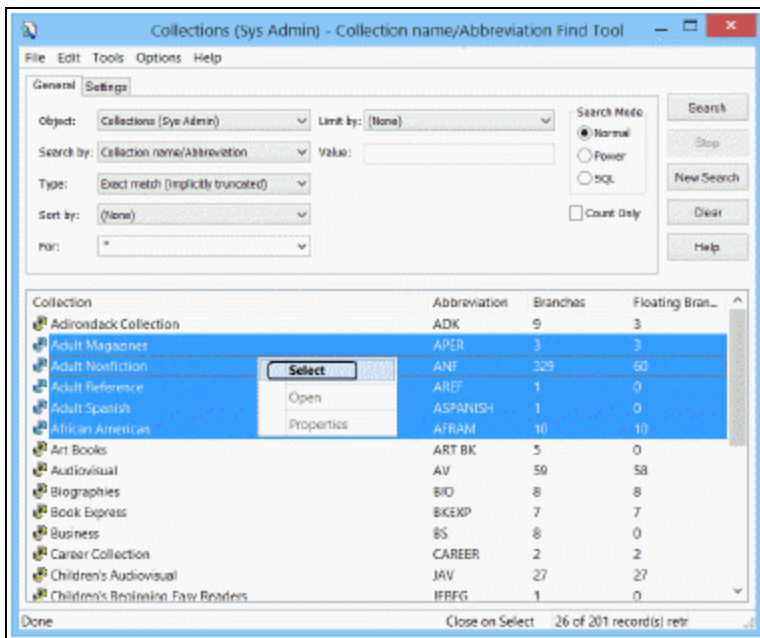 Collections (Sys Admin) - Collection name/Abbreviation Find Tool
File Edit Tools Options Help
General Settings
Object: Collections (Sys Admin) Limit by: (None) Search Mode Search
Normal
Search by: Collection name/Abbreviation Value: Power Stop
Type: Exact match (implicitly truncated) SQL New Search
Sort by: (None) Count Only Clear
For: * Help
Collection Abbreviation Branches Floating Bran...
Adirondack Collection ADK 9 3
Adult Magazines APER 3 3
Adult Nonfiction Select ANF 329 60
Adult Reference Open AREF 1 0
Adult Spanish ASPANISH 1 0
African American Properties AFRAM 10 10
Art Books ART BK 5 0
Audiovisual AV 59 58
Biographies BIO 8 8
Book Express BKEXP 7 7
Business BS 8 0
Career Collection CAREER 2 2
Children's Audiovisual JAV 27 27
Children's Beginning Easy Readers 1 0
Done Close on Select 26 of 201 record(s) retr